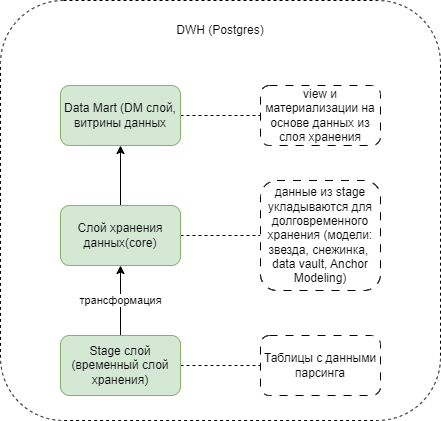 DWH (Postgres)
Data Mart (DM слой,
витрины данных
view и
материализации на
основе данных из
слоя хранения
Слой хранения
данных(core)
данные из stage
укладываются для
долговременного
хранения (модели:
звезда, снежинка,
data vault, Anchor
Modeling)
трансформация
Stage слой
(временный слой
хранения)
Таблицы с данными
парсинга